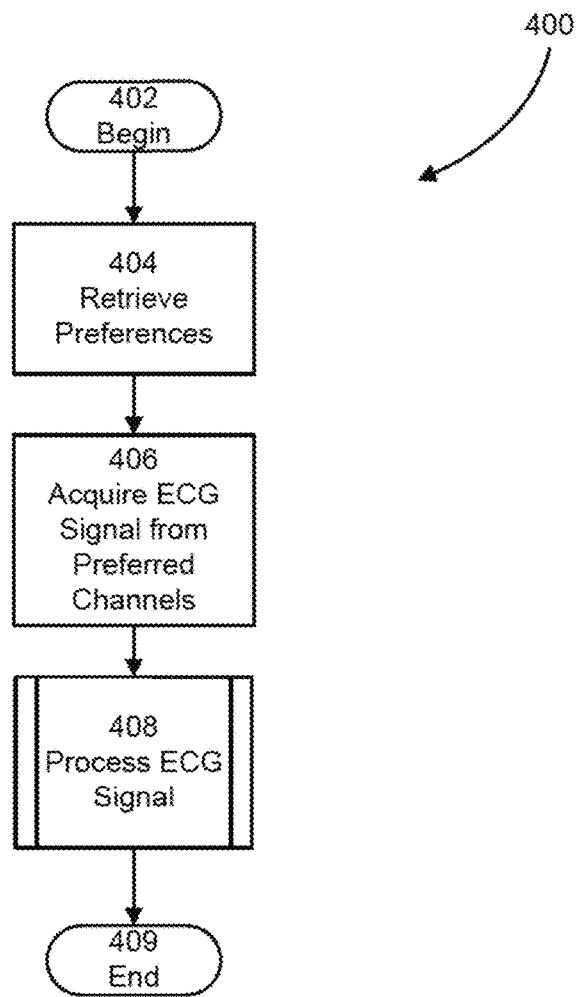 400
402
Begin
404
Retrieve
Preferences
406
Acquire ECG
Signal from
Preferred
Channels
408
Process ECG
Signal
409
End